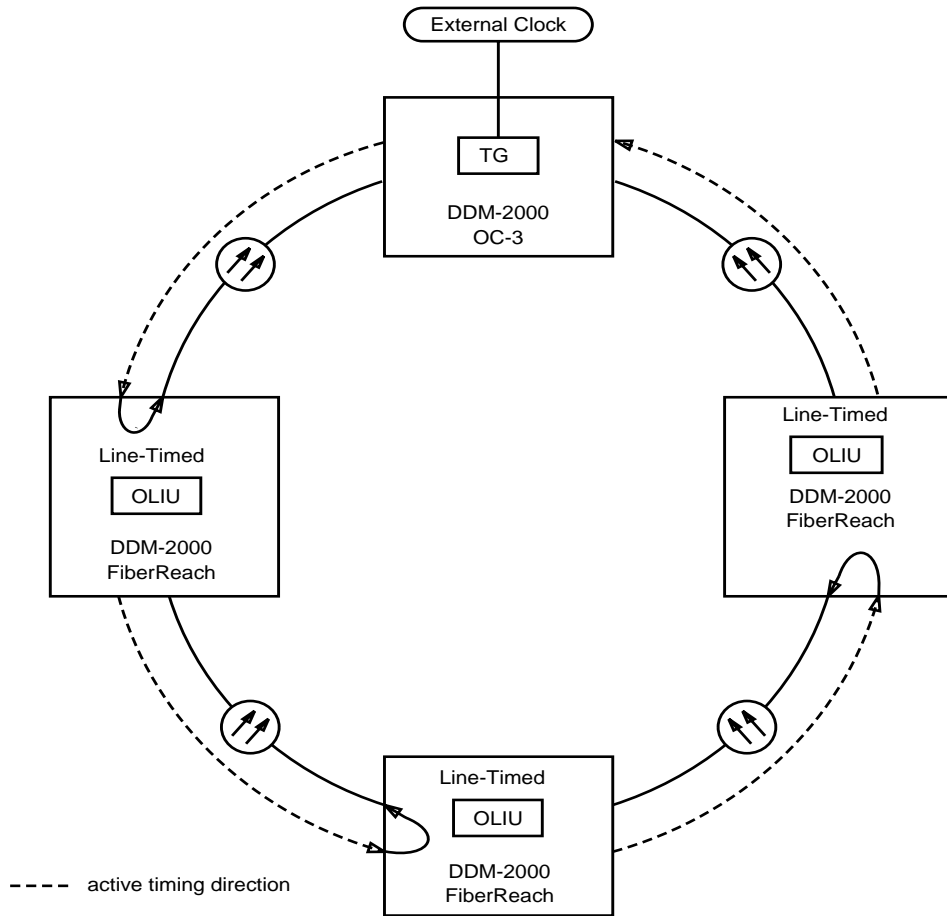 External Clock
TG
DDM-2000
OC-3
Line-Timed
OLIU
DDM-2000
FiberReach
Line-Timed
OLIU
DDM-2000
FiberReach
Line-Timed
OLIU
DDM-2000
FiberReach
active timing direction